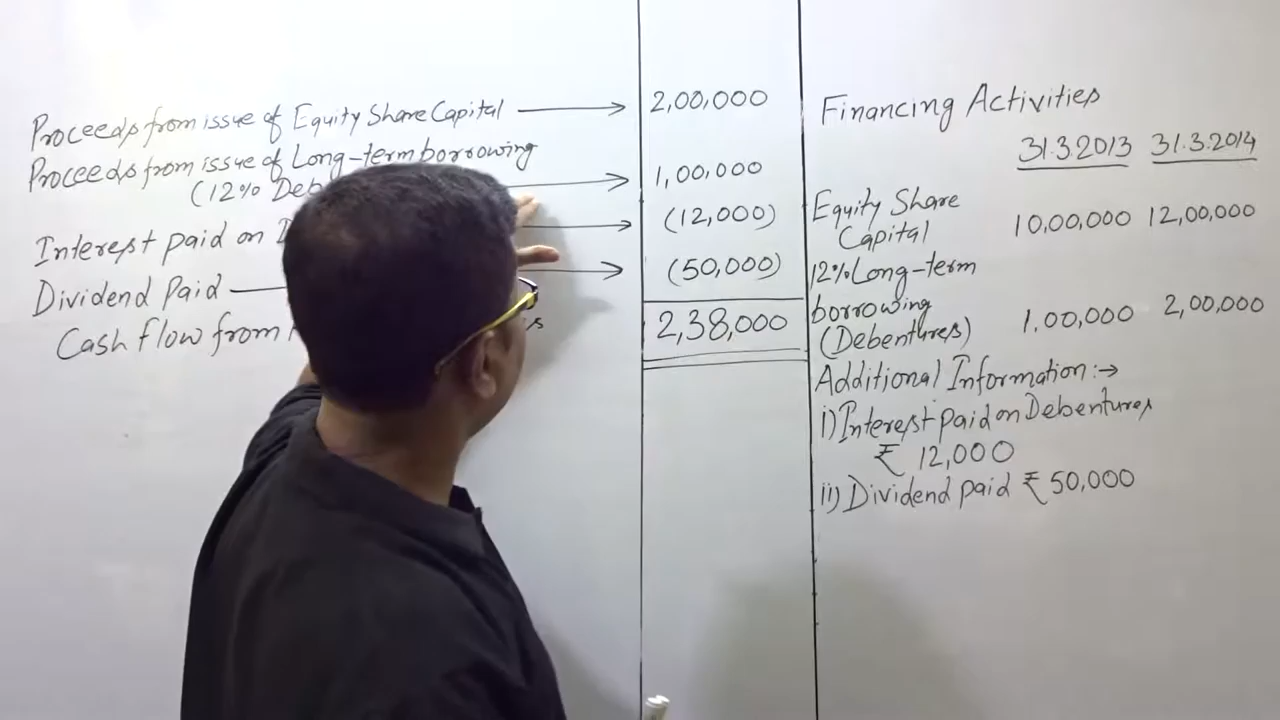 Proceeds from issue of Equity Share Capital 2,00,000
Proceeds from issue of Long-term borrowing
(12% Deb 1,00,000
Interest paid on (12,000)
Dividend Paid (50,000)
Cash flow from 2,38,000
Financing Activities
31.3.2013 31.3.2014
Equity Share
Capital 10,00,000 12,00,000
12% Long-term
borrowing
(Debentures) 1,00,000 2,00,000
Additional Information:→
i) Interest paid on Debentures
₹ 12,000
ii) Dividend paid ₹ 50,000